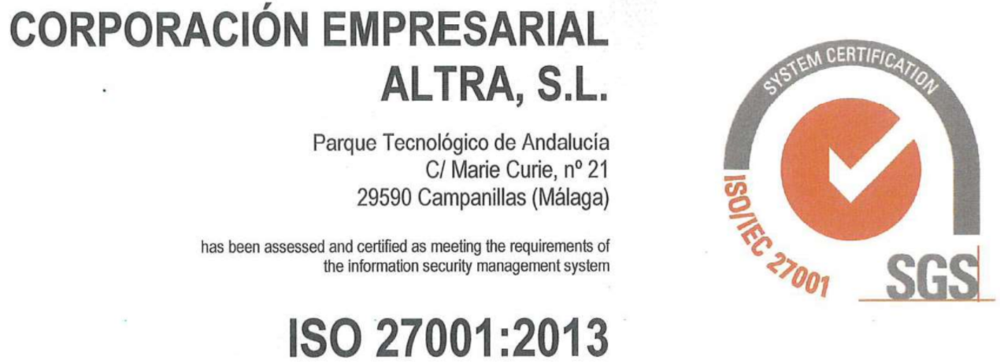 CORPORACIÓN EMPRESARIAL
ALTRA, S.L.
Parque Tecnológico de Andalucía
C/ Marie Curie, nº 21
29590 Campanillas (Málaga)
has been assessed and certified as meeting the requirements of
the information security management system
ISO 27001:2013
SYSTEM CERTIFICATION
ISO/IEC 27001
SGS